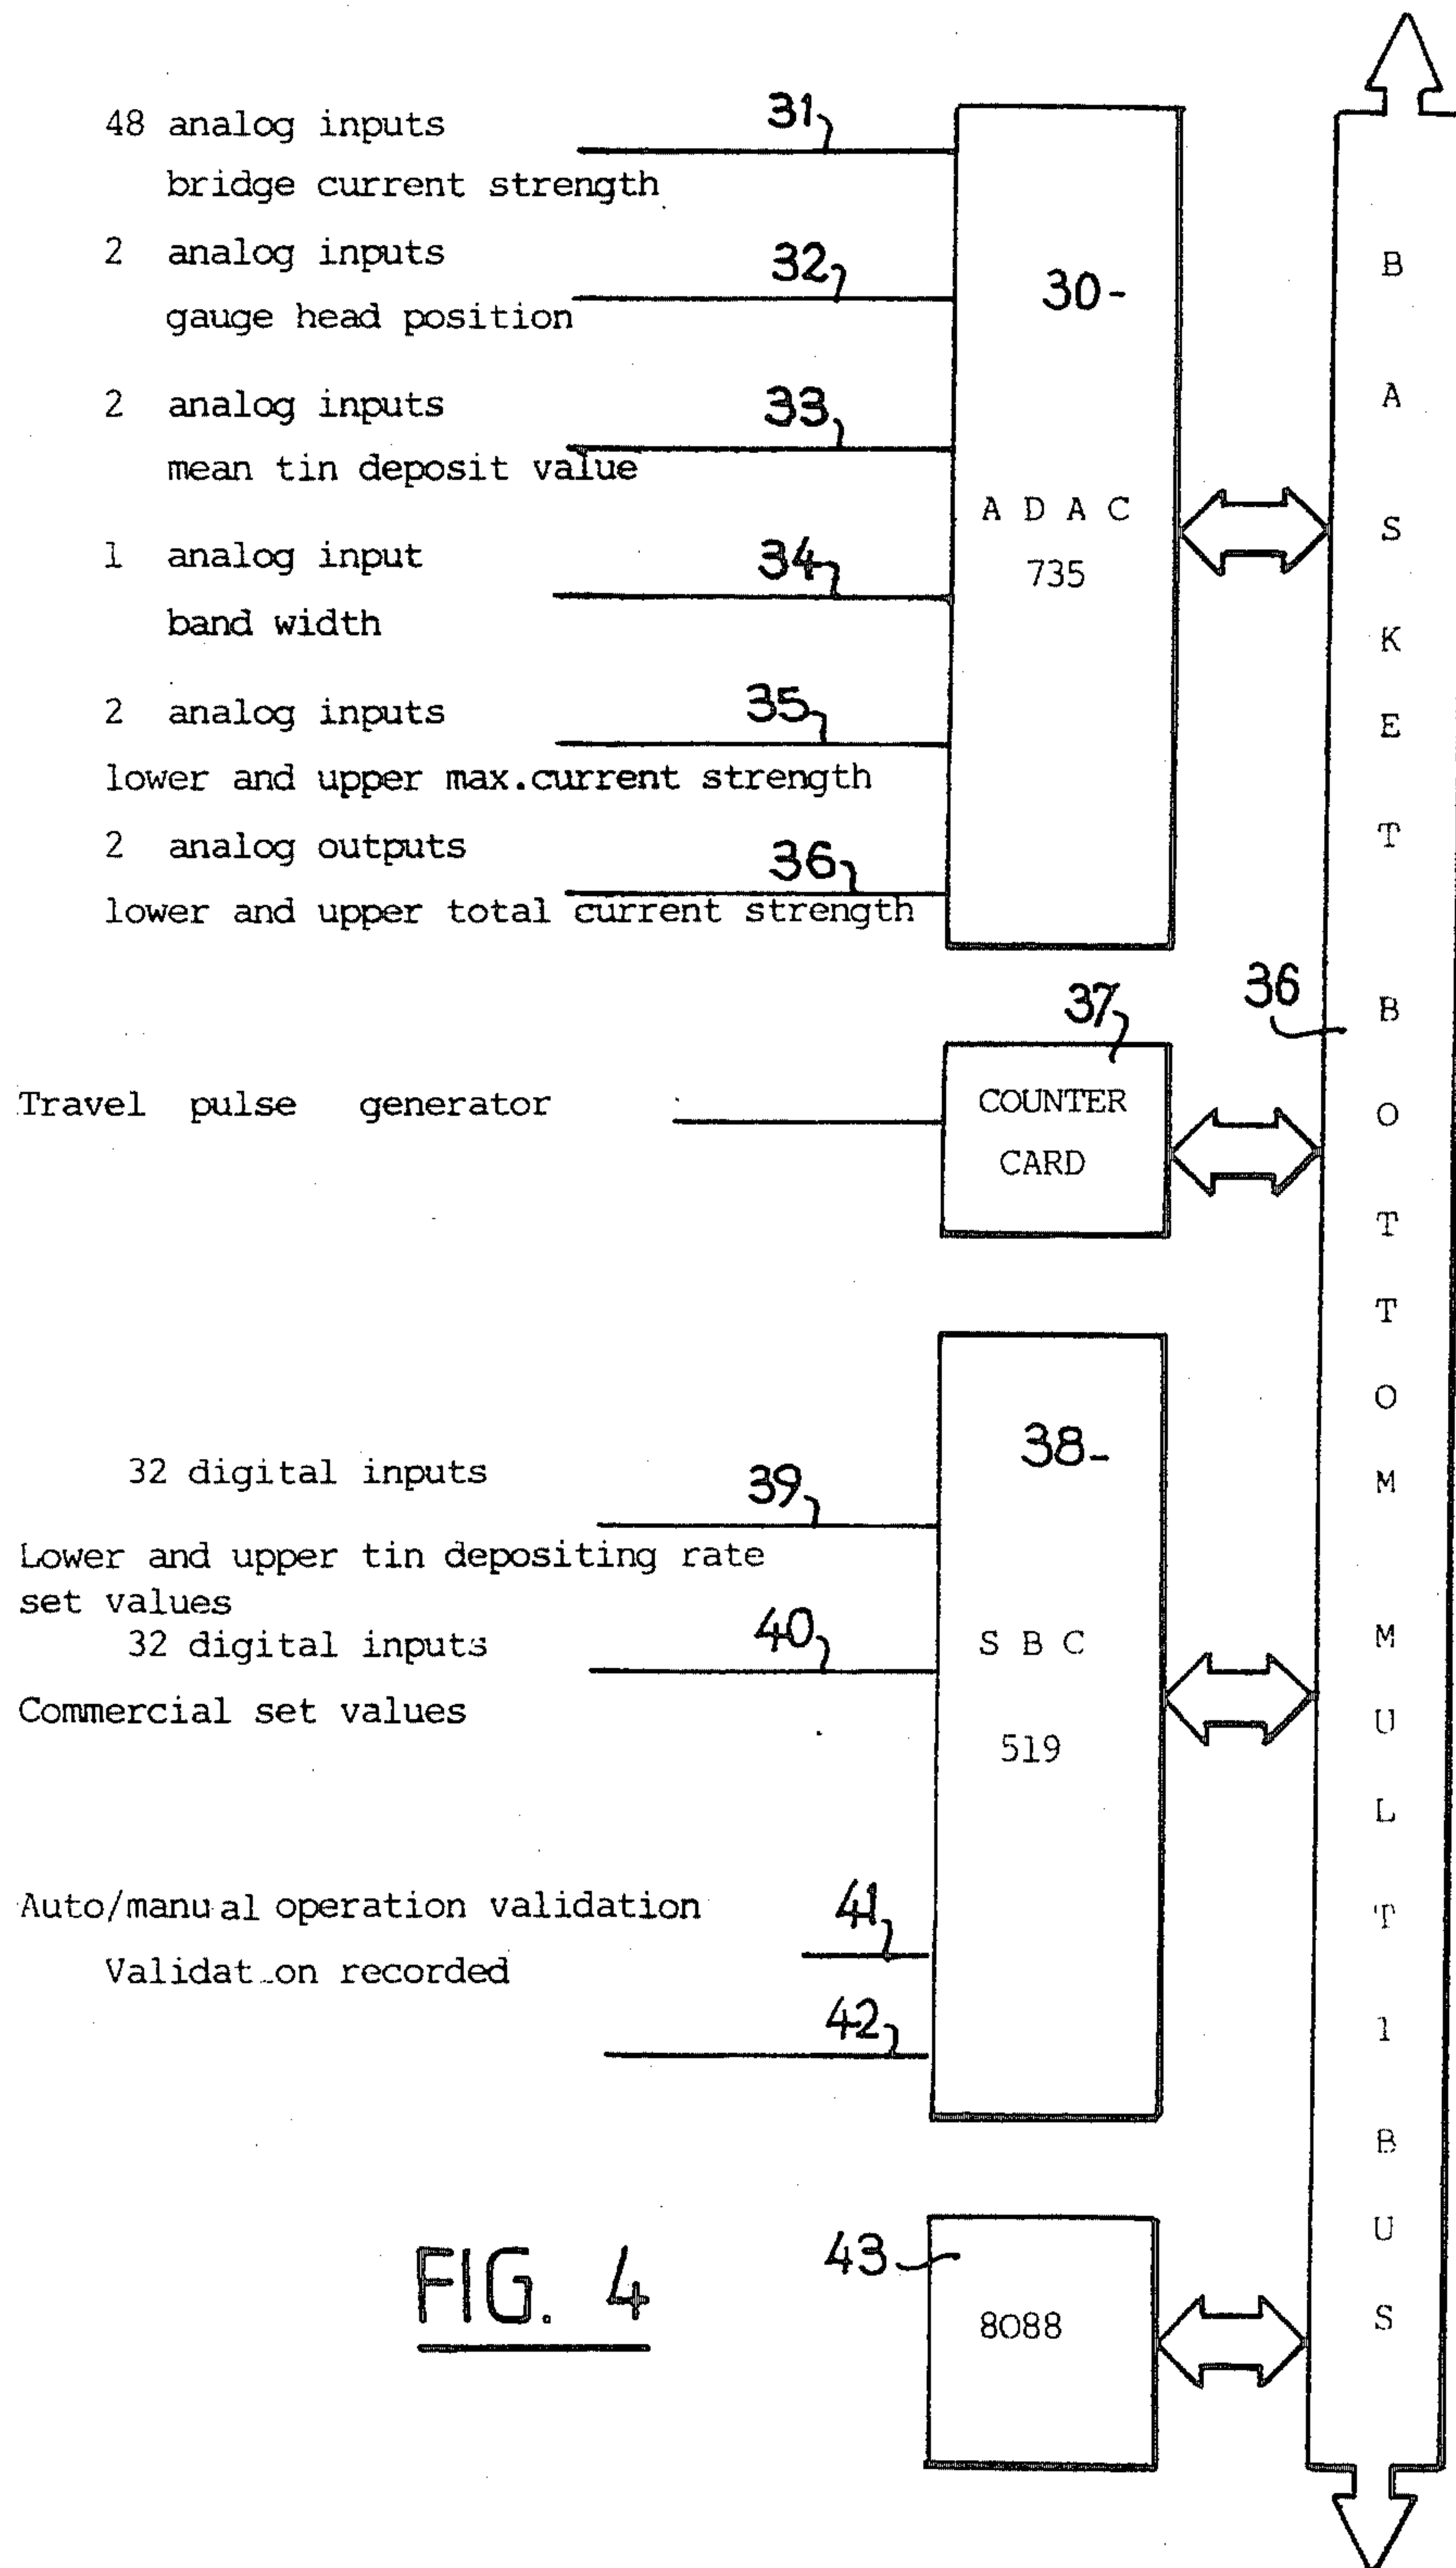 48 analog inputs
31
bridge current strength
2 analog inputs
32
30-
gauge head position
2 analog inputs
33
mean tin deposit value
A D A C
735
1 analog input
34
band width
2 analog inputs
35
lower and upper max.current strength
2 analog outputs
36
lower and upper total current strength
37
36
Travel pulse generator
COUNTER
CARD
38-
32 digital inputs
39
Lower and upper tin depositing rate
set values
32 digital inputs
40
S B C
519
Commercial set values
Auto/manual operation validation
41
Validat on recorded
42
43
8088
B A S K E T B O T T O M M U L T 1 B U S
FIG. 4